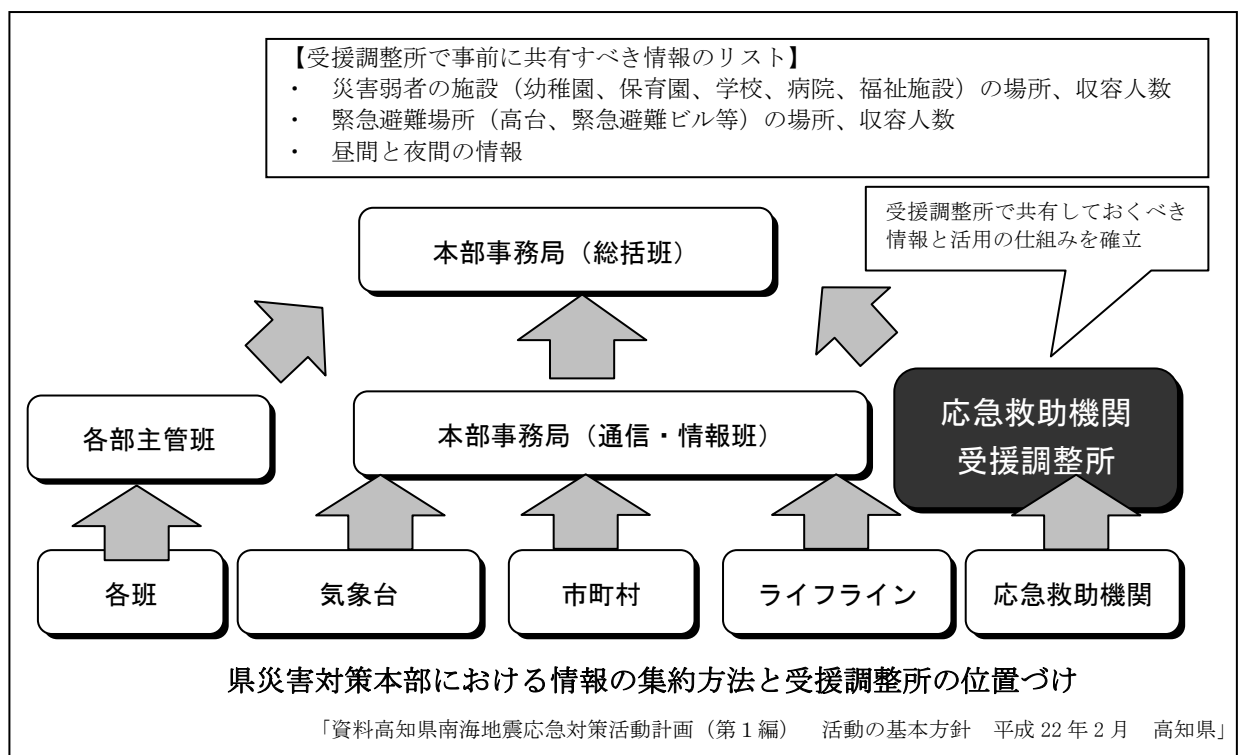 【受援調整所で事前に共有すべき情報のリスト】
・ 災害弱者の施設（幼稚園、保育園、学校、病院、福祉施設）の場所、収容人数
・ 緊急避難場所（高台、緊急避難ビル等）の場所、収容人数
・ 昼間と夜間の情報
受援調整所で共有しておくべき
情報と活用の仕組みを確立
本部事務局（総括班）
各部主管班
本部事務局（通信・情報班）
応急救助機関
受援調整所
各班
気象台
市町村
ライフライン
応急救助機関
県災害対策本部における情報の集約方法と受援調整所の位置づけ
「資料高知県南海地震応急対策活動計画（第１編） 活動の基本方針 平成 22 年 2 月 高知県」